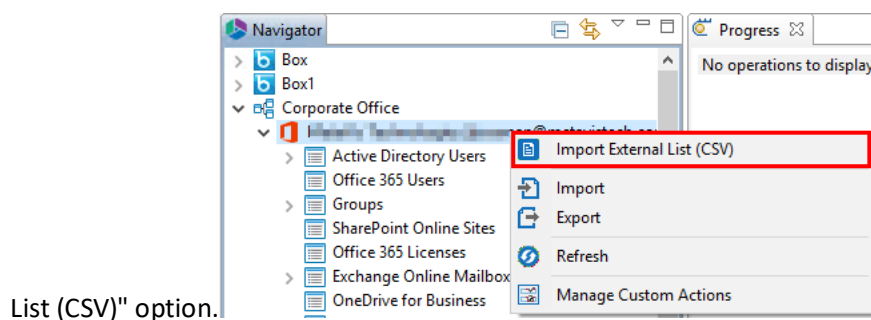 Navigator
Progress
Box
No operations to display
Box1
Corporate Office
Active Directory Users
Import External List (CSV)
Office 365 Users
Groups
Import
SharePoint Online Sites
Export
Office 365 Licenses
Refresh
Exchange Online Mailbox
OneDrive for Business
Manage Custom Actions
List (CSV)" option.